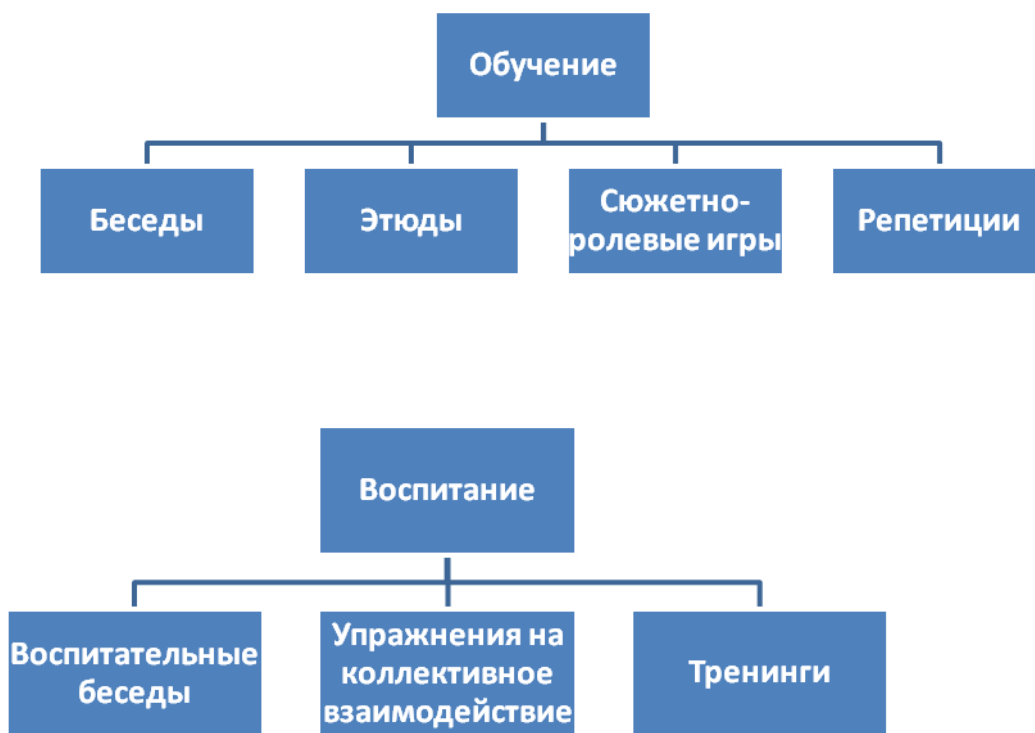 Обучение
Беседы
Этюды
Сюжетно-
ролевые игры
Репетиции
Воспитание
Воспитательные
беседы
Упражнения на
коллективное
взаимодействие
Тренинги